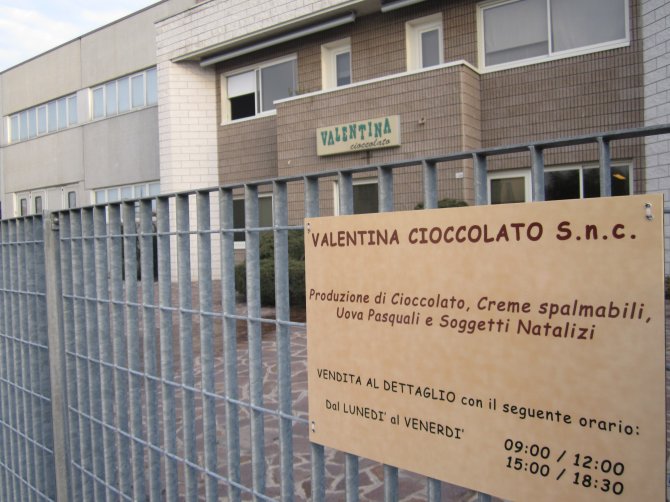 VALENTINA
cioccolato
VALENTINA CIOCCOLATO S.n.c.
Produzione di Cioccolato, Creme spalmabili,
Uova Pasquali e Soggetti Natalizi
VENDITA AL DETTAGLIO con il seguente orario:
Dal LUNEDI' al VENERDI'
09:00 / 12:00
15:00 / 18:30